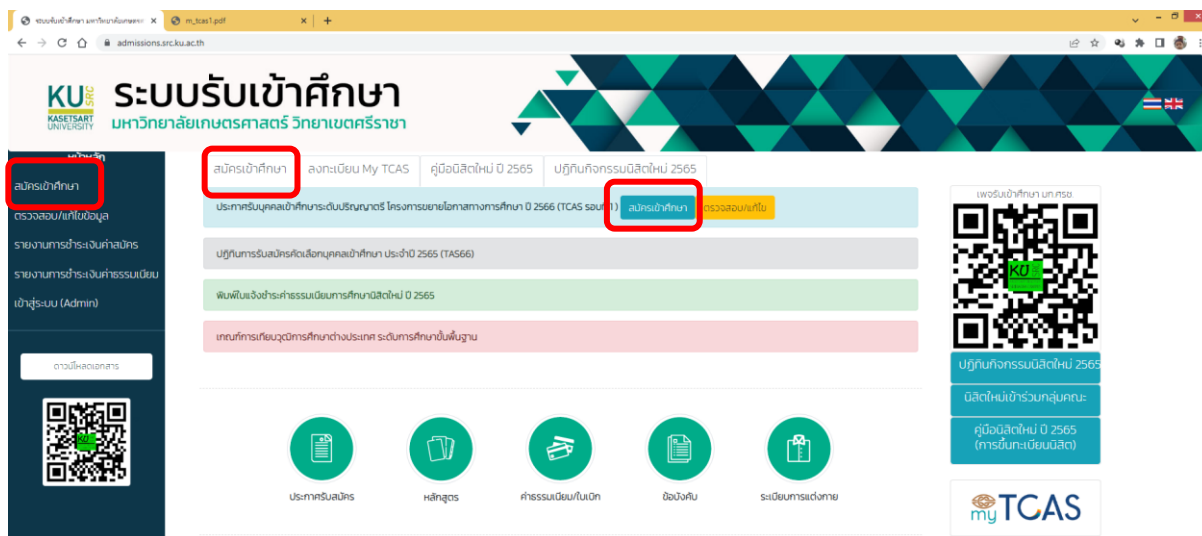 ระบบรับเข้าศึกษา มหาวิทยาลัยเกษตรศ
m_tcas1.pdf
admissions.src.ku.ac.th
KU SRC
KASETSART
UNIVERSITY
ระบบรับเข้าศึกษา
มหาวิทยาลัยเกษตรศาสตร์ วิทยาเขตศรีราชา
หน้าหลัก
สมัครเข้าศึกษา
ตรวจสอบ/แก้ไขข้อมูล
รายงานการชำระเงินค่าสมัคร
รายงานการชำระเงินค่าธรรมเนียม
เข้าสู่ระบบ (Admin)
ดาวน์โหลดเอกสาร
KU
สมัครเข้าศึกษา ลงทะเบียน My TCAS คู่มือนิสิตใหม่ ปี 2565 ปฏิทินกิจกรรมนิสิตใหม่ 2565
ประกาศรับบุคคลเข้าศึกษาระดับปริญญาตรี โครงการขยายโอกาสทางการศึกษา ปี 2566 (TCAS รอบที่ 1) สมัครเข้าศึกษา ตรวจสอบ/แก้ไข
ปฏิทินการรับสมัครคัดเลือกบุคคลเข้าศึกษา ประจำปี 2565 (TAS66)
พิมพ์ใบแจ้งชำระค่าธรรมเนียมการศึกษานิสิตใหม่ ปี 2565
เกณฑ์การเทียบวุฒิการศึกษาต่างประเทศ ระดับการศึกษาขั้นพื้นฐาน
ประกาศรับสมัคร หลักสูตร ค่าธรรมเนียม/ใบเบิก ข้อบังคับ ระเบียบการแต่งกาย
เพจรับเข้าศึกษา มก.ศรช
KU
ปฏิทินกิจกรรมนิสิตใหม่ 2565
นิสิตใหม่เข้าร่วมกลุ่มคณะ
คู่มือนิสิตใหม่ ปี 2565
(การขึ้นทะเบียนนิสิต)
myTCAS